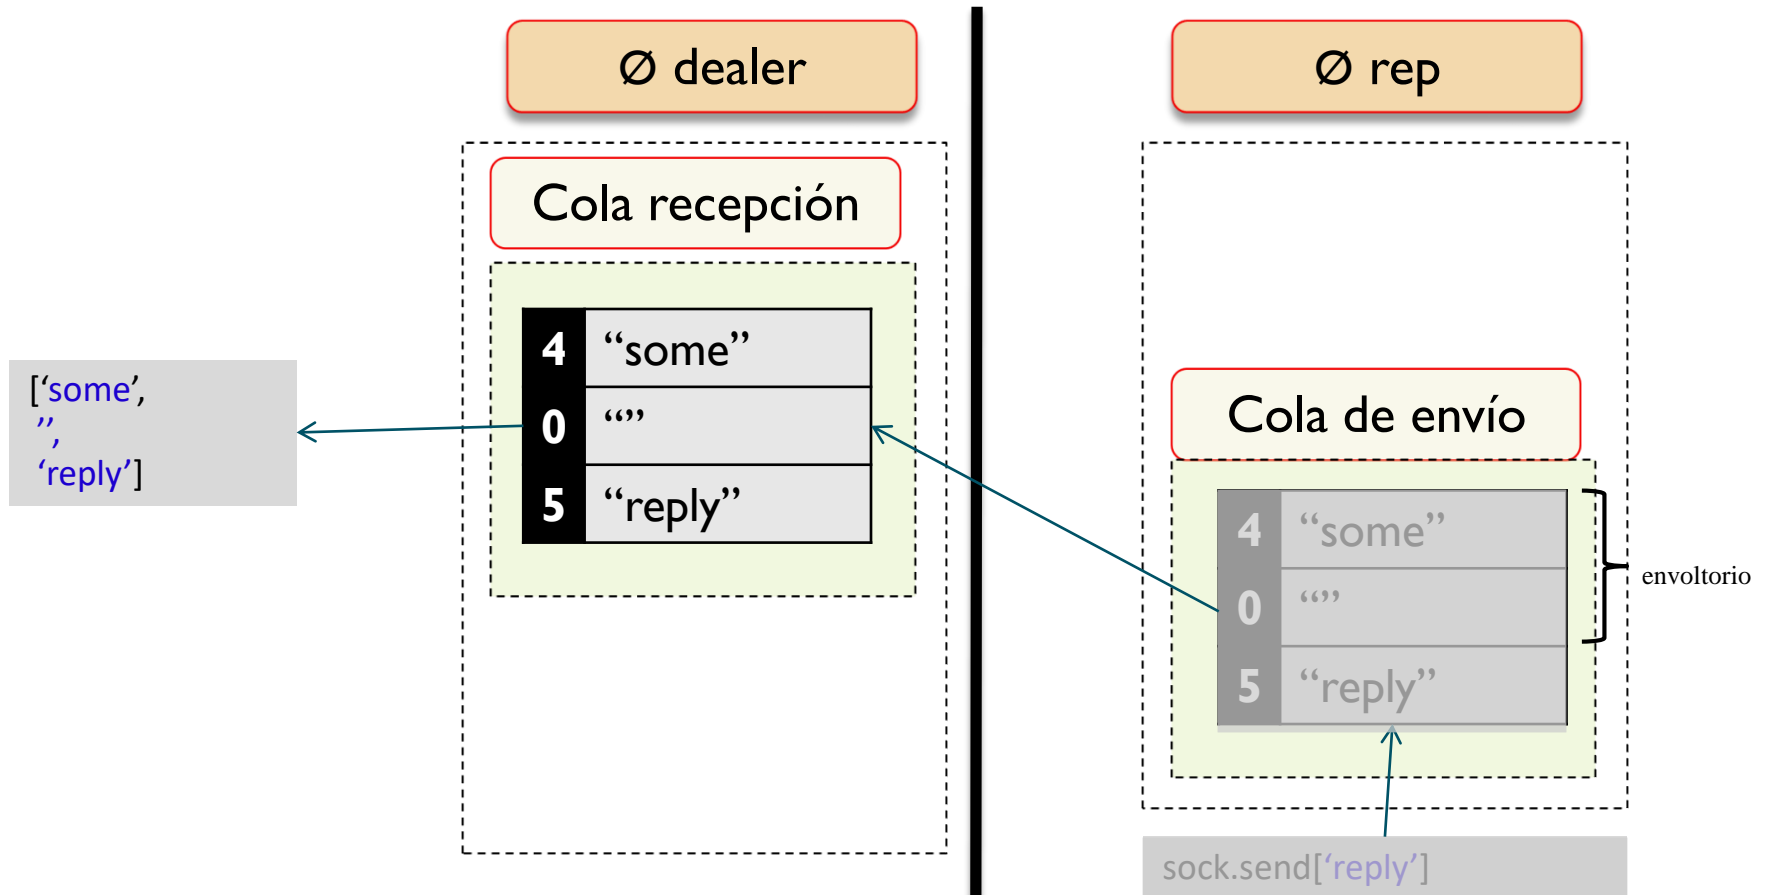 Ø dealer
Ø rep
Cola recepción
4 “some”
0 “”
5 “reply”
[‘some’,
’’,
‘reply’]
Cola de envío
4 “some”
0 “”
5 “reply”
envoltorio
sock.send[‘reply’]